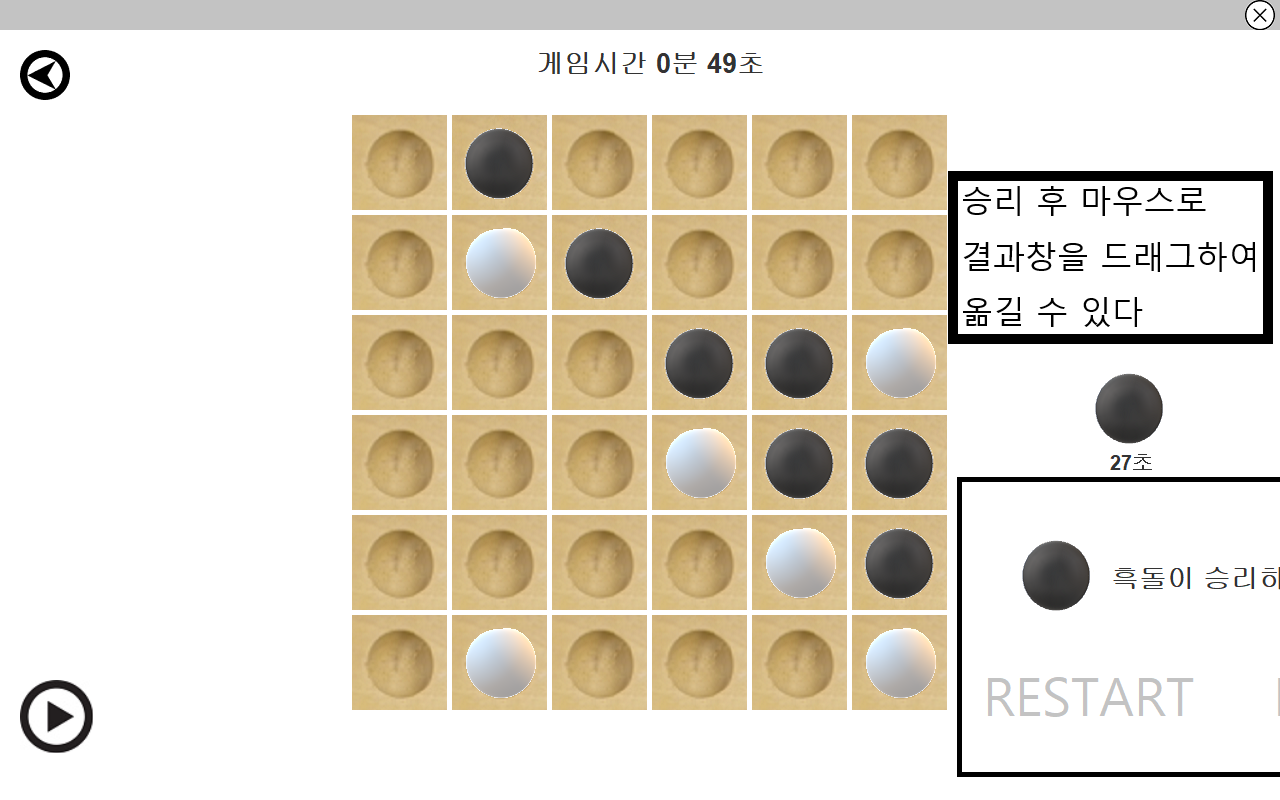 게임시간 0분 49초
승리 후 마우스로
결과창을 드래그하여
옮길 수 있다
27초
흑돌이 승리하
RESTART